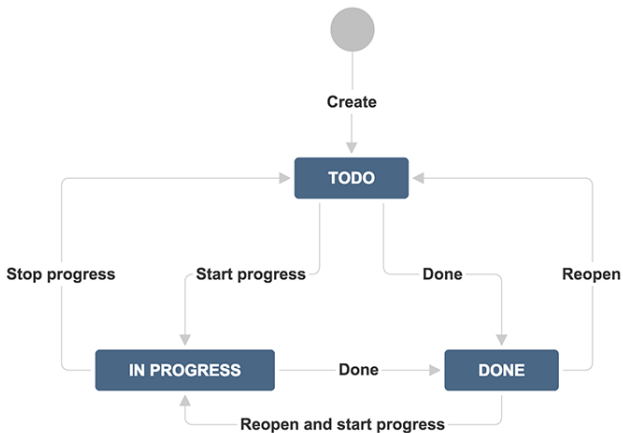 Create
TODO
Stop progress
Start progress
Done
Reopen
IN PROGRESS
Done
DONE
Reopen and start progress